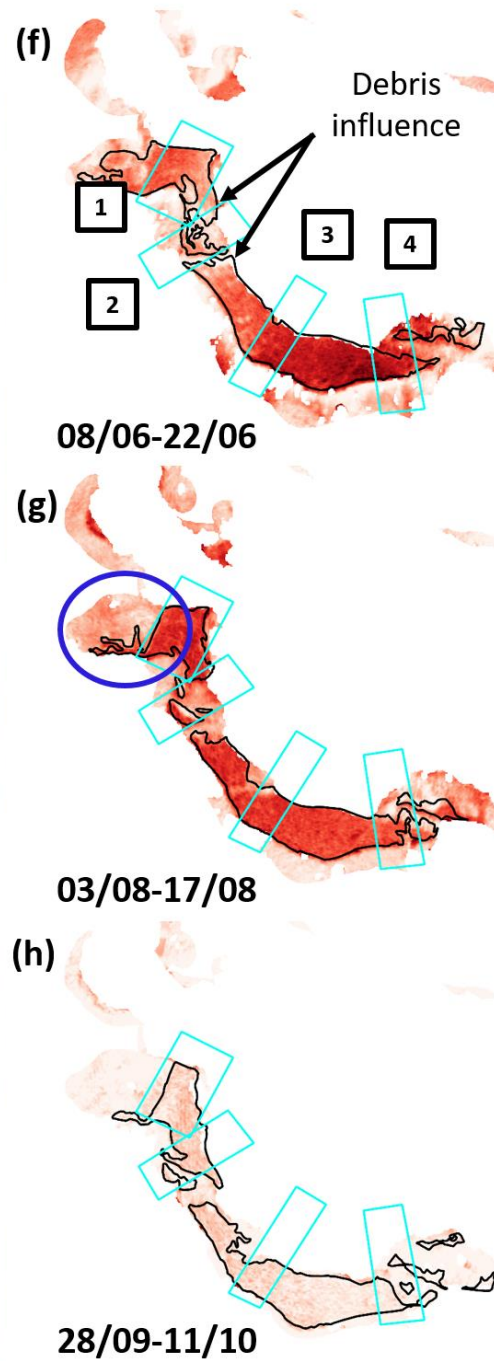 (f)
Debris
influence
1
3
4
2
08/06-22/06
(g)
03/08-17/08
(h)
28/09-11/10